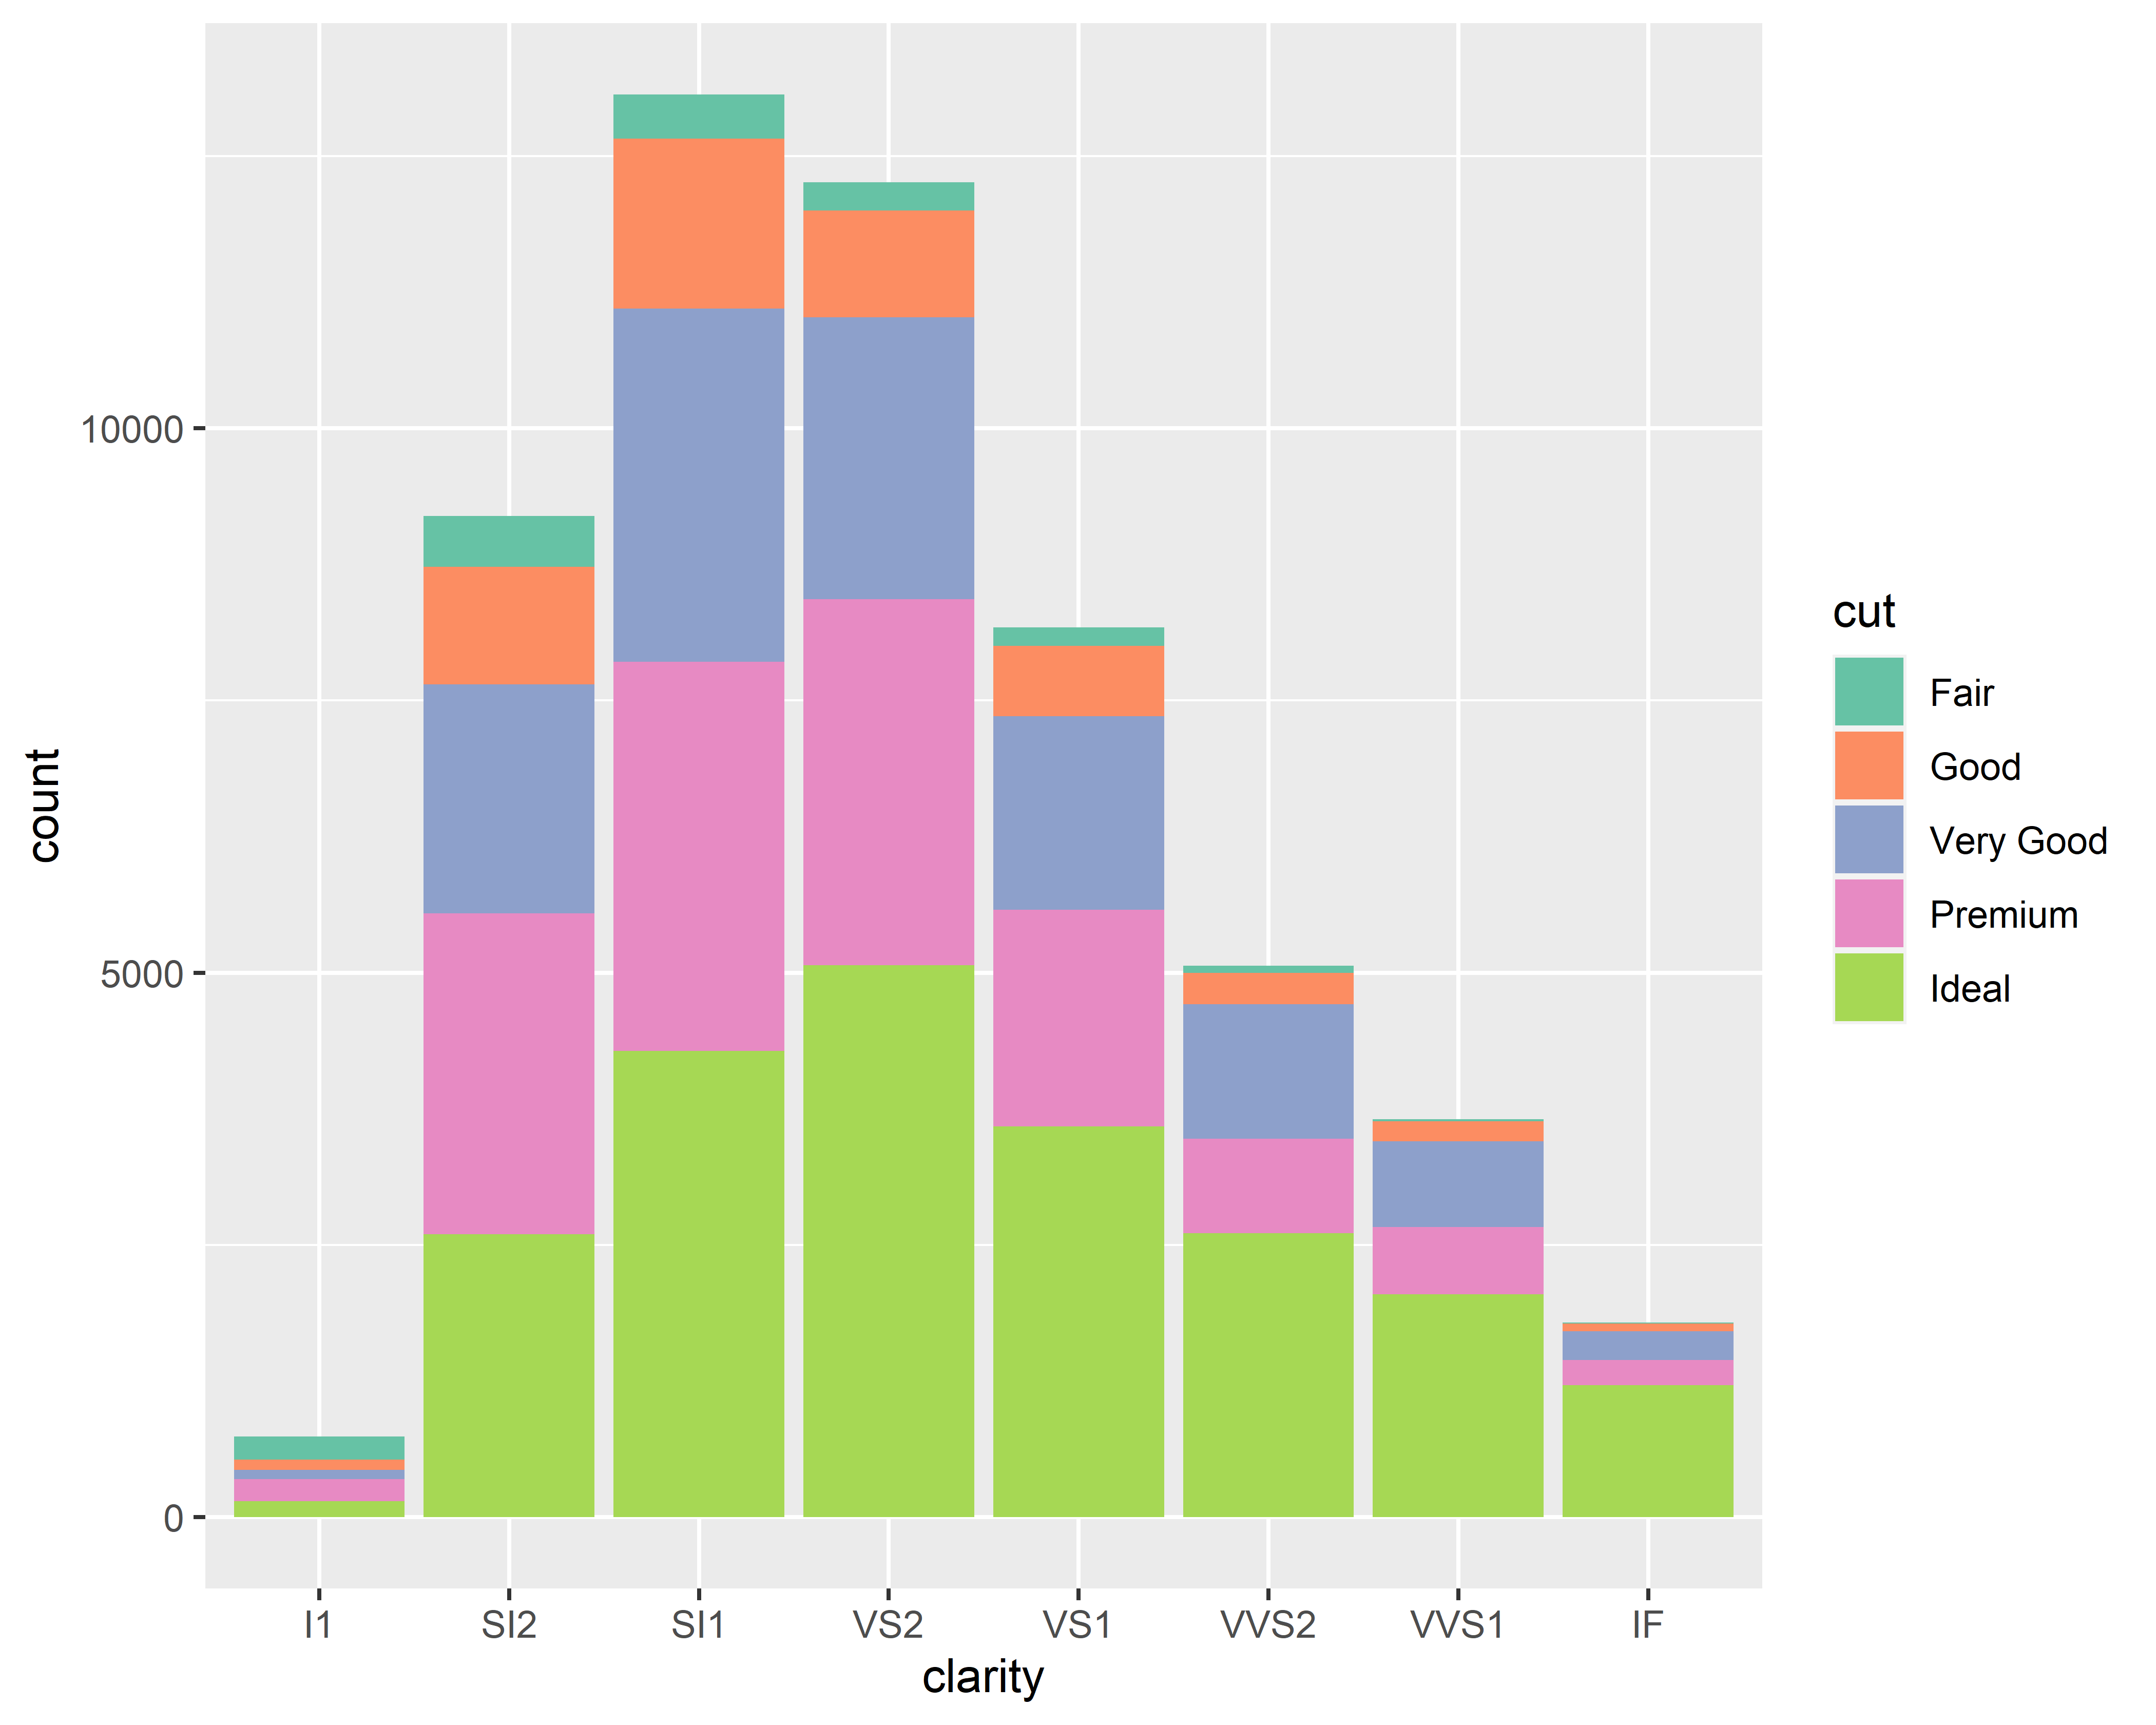 count
10000
5000
0
I1
SI2
SI1
VS2
VS1
VVS2
VVS1
IF
clarity
cut
Fair
Good
Very Good
Premium
Ideal